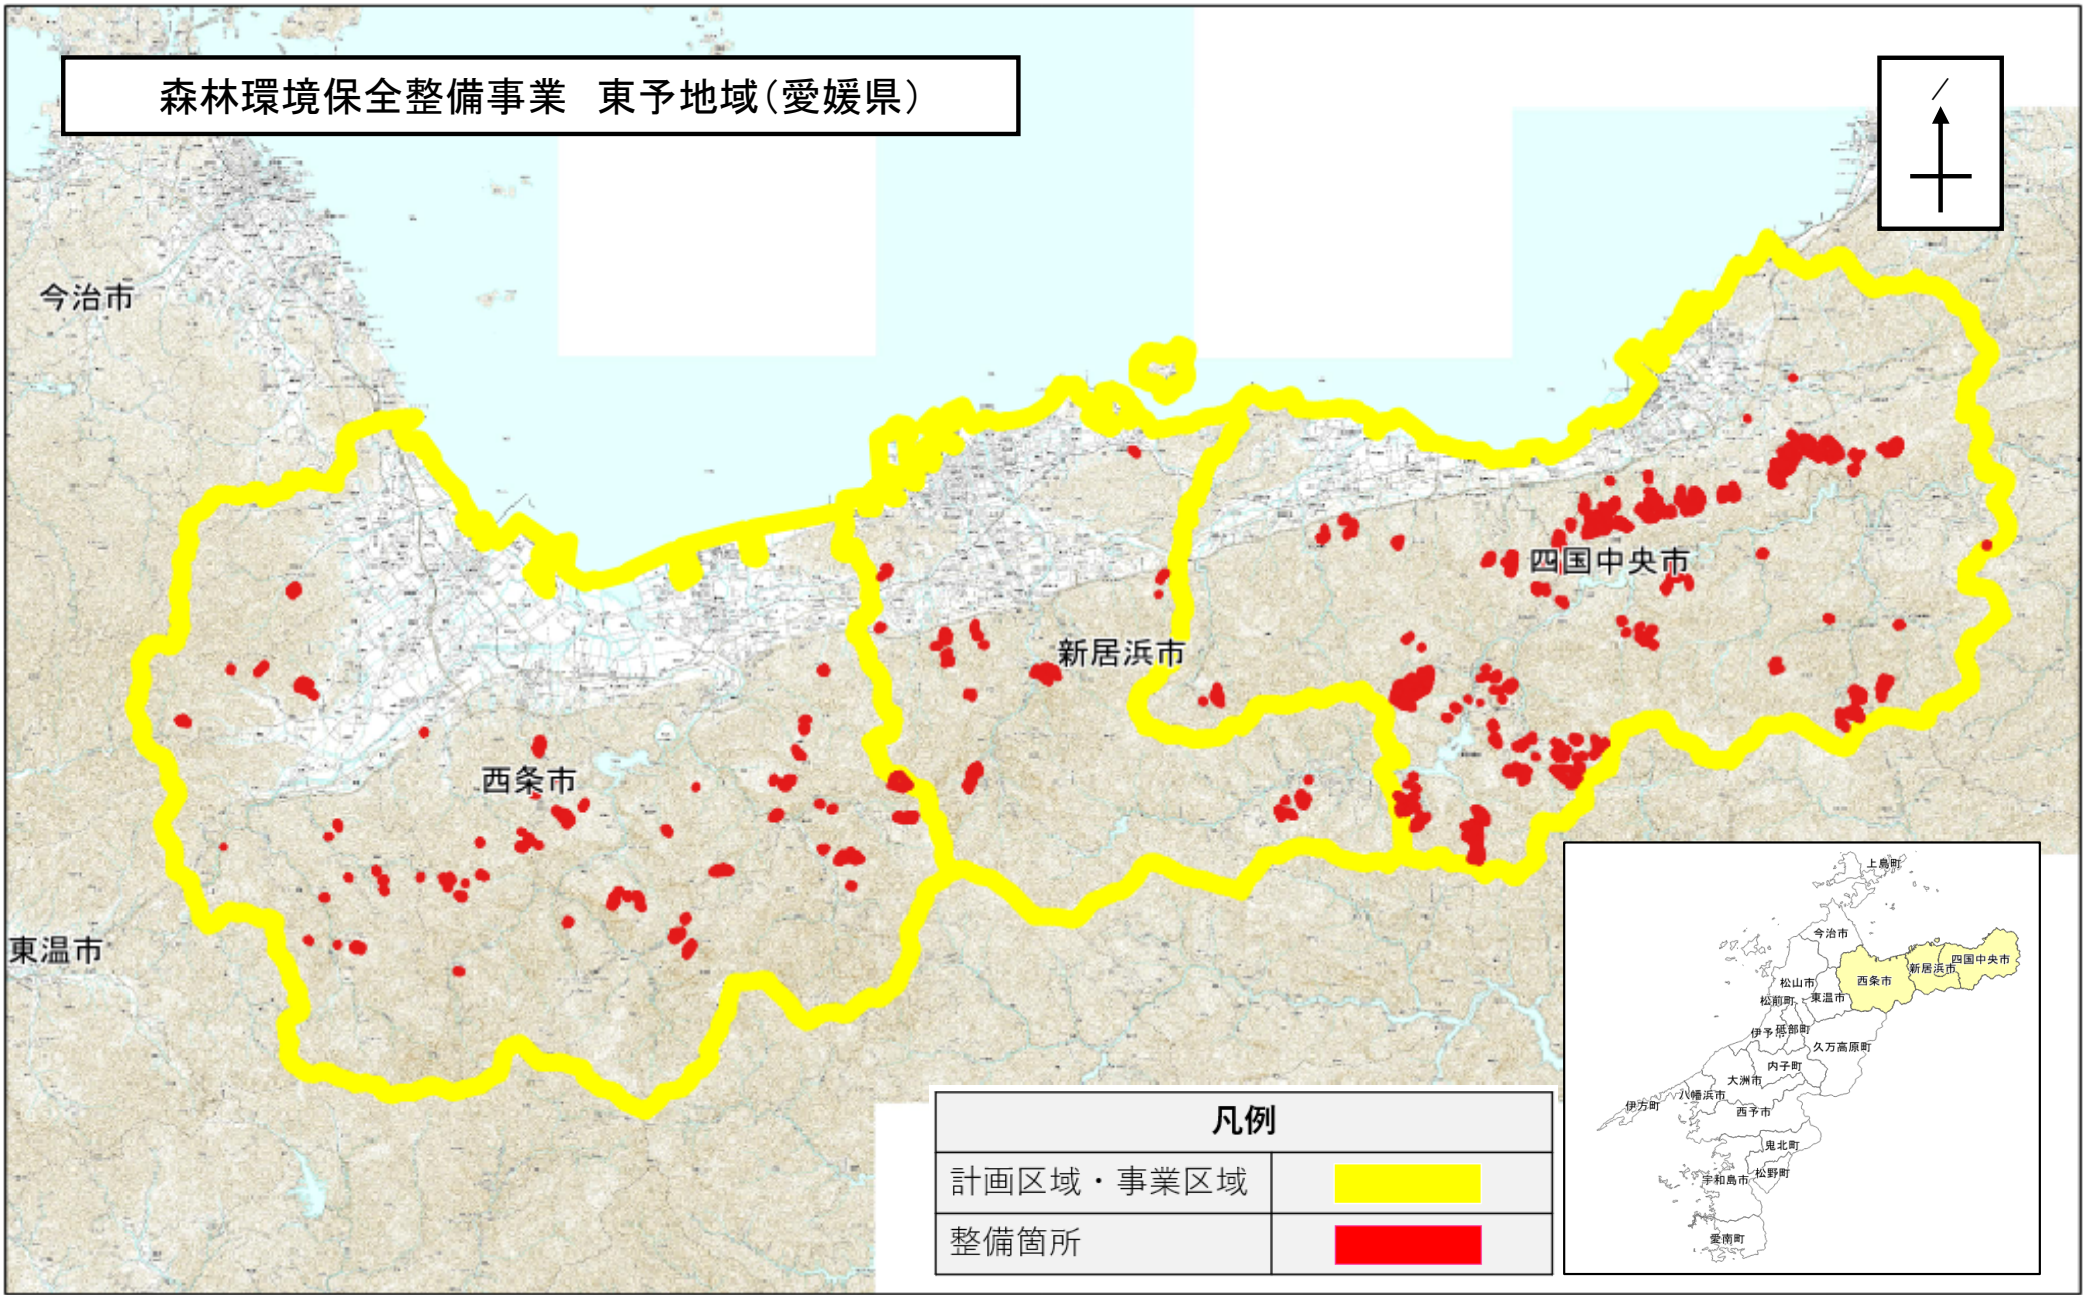 森林環境保全整備事業　東予地域（愛媛県）
今治市
四国中央市
新居浜市
西条市
東温市
凡例
計画区域・事業区域
整備箇所
上島町
今治市
四国中央市
新居浜市
西条市
松山市
東温市
松前町
砥部町
伊予市
久万高原町
内子町
大洲市
八幡浜市
伊方町
西予市
鬼北町
松野町
宇和島市
愛南町